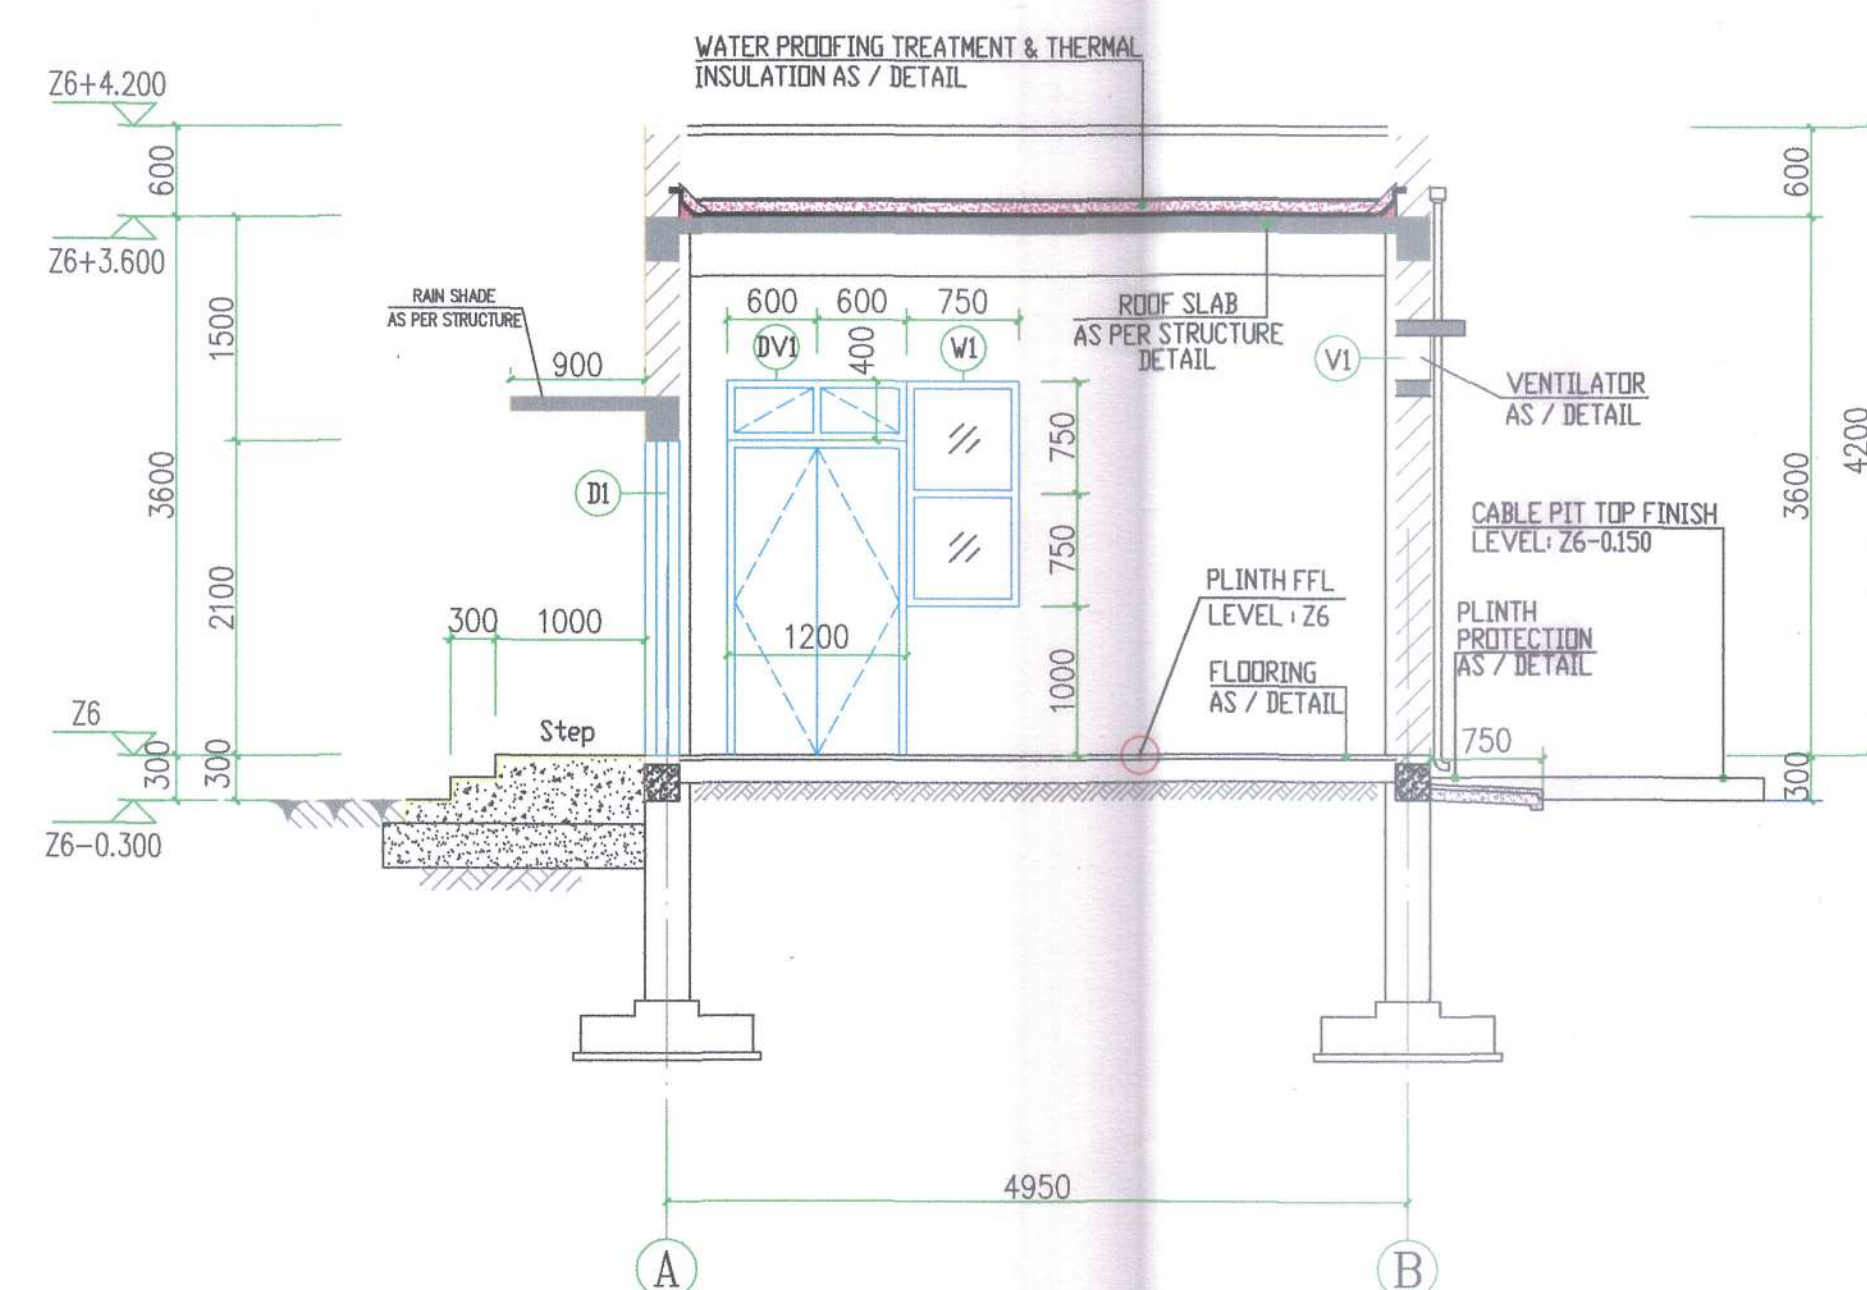 WATER PROOFING TREATMENT & THERMAL
INSULATION AS / DETAIL
Z6+4.200
600
600
Z6+3.600
RAIN SHADE
AS PER STRUCTURE
600
600
750
ROOF SLAB
AS PER STRUCTURE
DETAIL
1500
900
DV1
400
W1
V1
VENTILATOR
AS / DETAIL
750
4200
3600
D1
3600
CABLE PIT TOP FINISH
LEVEL: Z6-0.150
750
PLINTH FFL
LEVEL : Z6
2100
300
1000
1200
PLINTH
PROTECTION
AS / DETAIL
1000
FLOORING
AS / DETAIL
Z6
Step
750
300
300
300
Z6-0.300
4950
A
B